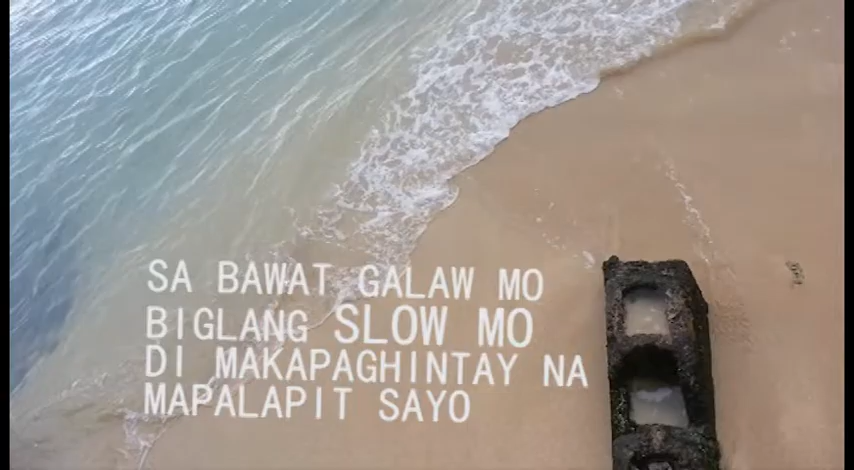 SA BAWAT GALAW MO
BIGLANG SLOW MO
DI MAKAPAGHINTAY NA
MAPALAPIT SAYO